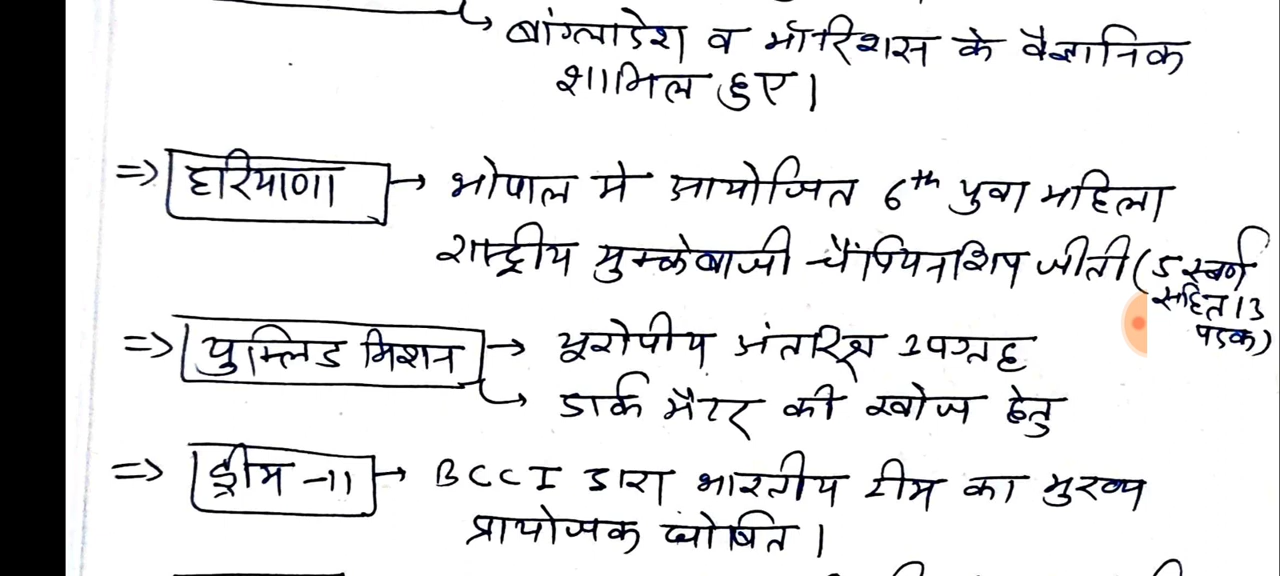 बांग्लादेश व मॉरिशस के वैज्ञानिक
शामिल हुए।
=> हरियाणा → भोपाल मे आयोजित 6th युवा महिला
राष्ट्रीय मुक्केबाजी चैंपियनशिप जीती (5 स्वर्ण
सहित 13
पदक)
=> युक्लिड मिशन → यूरोपीय अंतरिक्ष उपग्रह
डार्क मैटर की खोज हेतु
=> ड्रीम -11 → BCCI द्वारा भारतीय टीम का मुख्य
प्रायोजक घोषित।